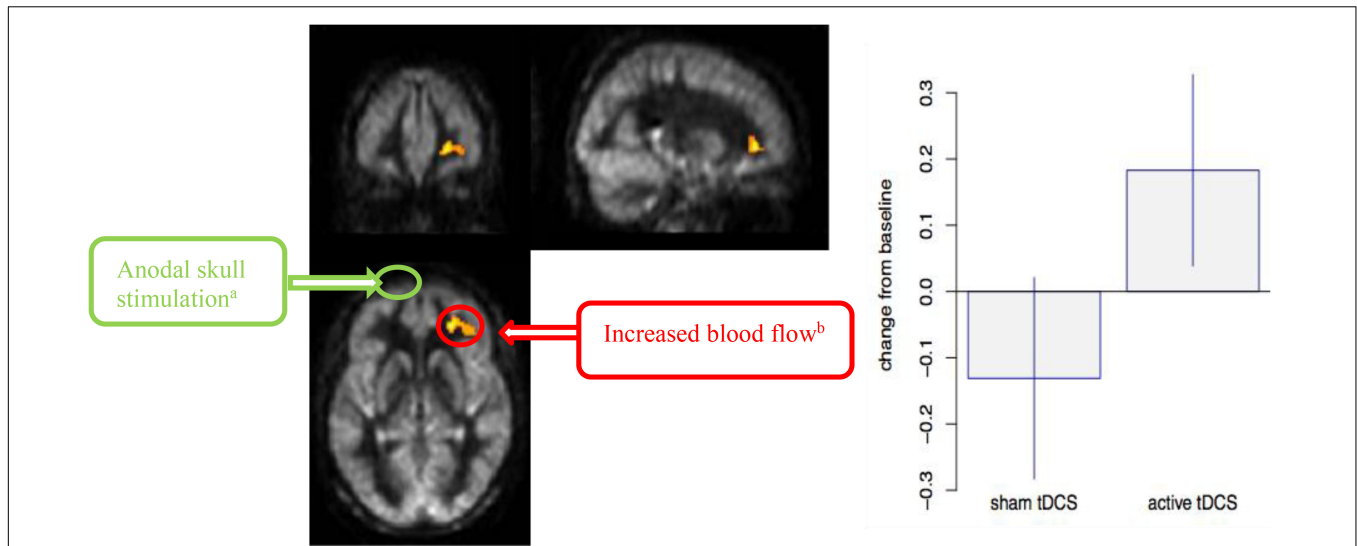 Anodal skull
stimulationᵃ
Increased blood flowᵇ
change from baseline
0.3
0.2
0.1
0.0
−0.1
−0.2
−0.3
sham tDCS
active tDCS